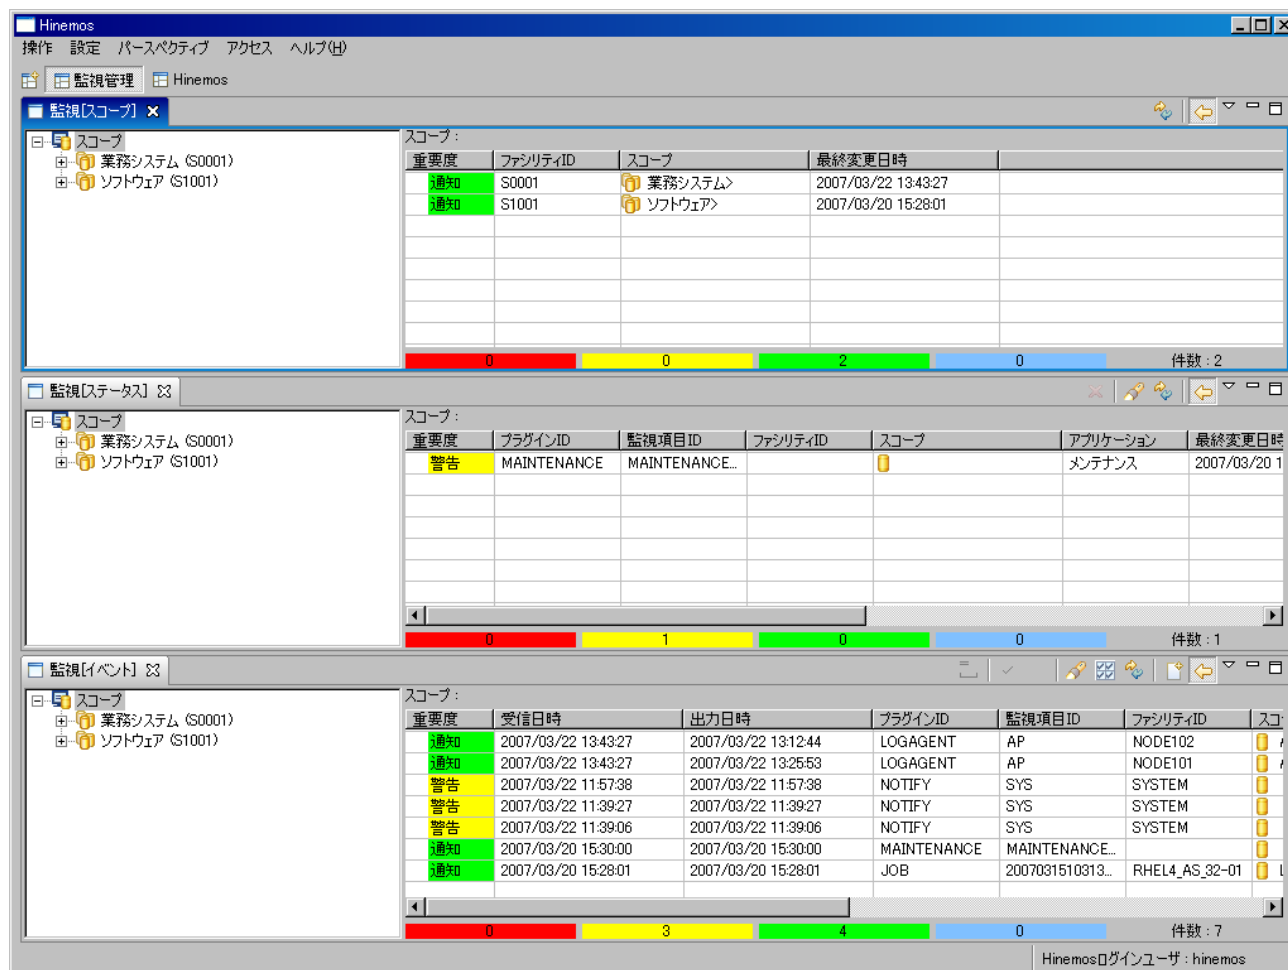 Hinemos
操作 設定 パースペクティブ アクセス ヘルプ(H)
監視管理 Hinemos
監視[スコープ]
スコープ
業務システム (S0001)
ソフトウェア (S1001)
スコープ :
重要度 ファシリティID スコープ 最終変更日時
通知 S0001 業務システム> 2007/03/22 13:43:27
通知 S1001 ソフトウェア> 2007/03/20 15:28:01
0 0 2 0 件数 : 2
監視[ステータス]
スコープ
業務システム (S0001)
ソフトウェア (S1001)
スコープ :
重要度 プラグインID 監視項目ID ファシリティID スコープ アプリケーション 最終変更日時
警告 MAINTENANCE MAINTENANCE... メンテナンス 2007/03/20 1
0 1 0 0 件数 : 1
監視[イベント]
スコープ
業務システム (S0001)
ソフトウェア (S1001)
スコープ :
重要度 受信日時 出力日時 プラグインID 監視項目ID ファシリティID スコ
通知 2007/03/22 13:43:27 2007/03/22 13:12:44 LOGAGENT AP NODE102
通知 2007/03/22 13:43:27 2007/03/22 13:25:53 LOGAGENT AP NODE101
警告 2007/03/22 11:57:38 2007/03/22 11:57:38 NOTIFY SYS SYSTEM
警告 2007/03/22 11:39:27 2007/03/22 11:39:27 NOTIFY SYS SYSTEM
警告 2007/03/22 11:39:06 2007/03/22 11:39:06 NOTIFY SYS SYSTEM
通知 2007/03/20 15:30:00 2007/03/20 15:30:00 MAINTENANCE MAINTENANCE...
通知 2007/03/20 15:28:01 2007/03/20 15:28:01 JOB 2007031510313... RHEL4_AS_32-01
0 3 4 0 件数 : 7
Hinemosログインユーザ : hinemos